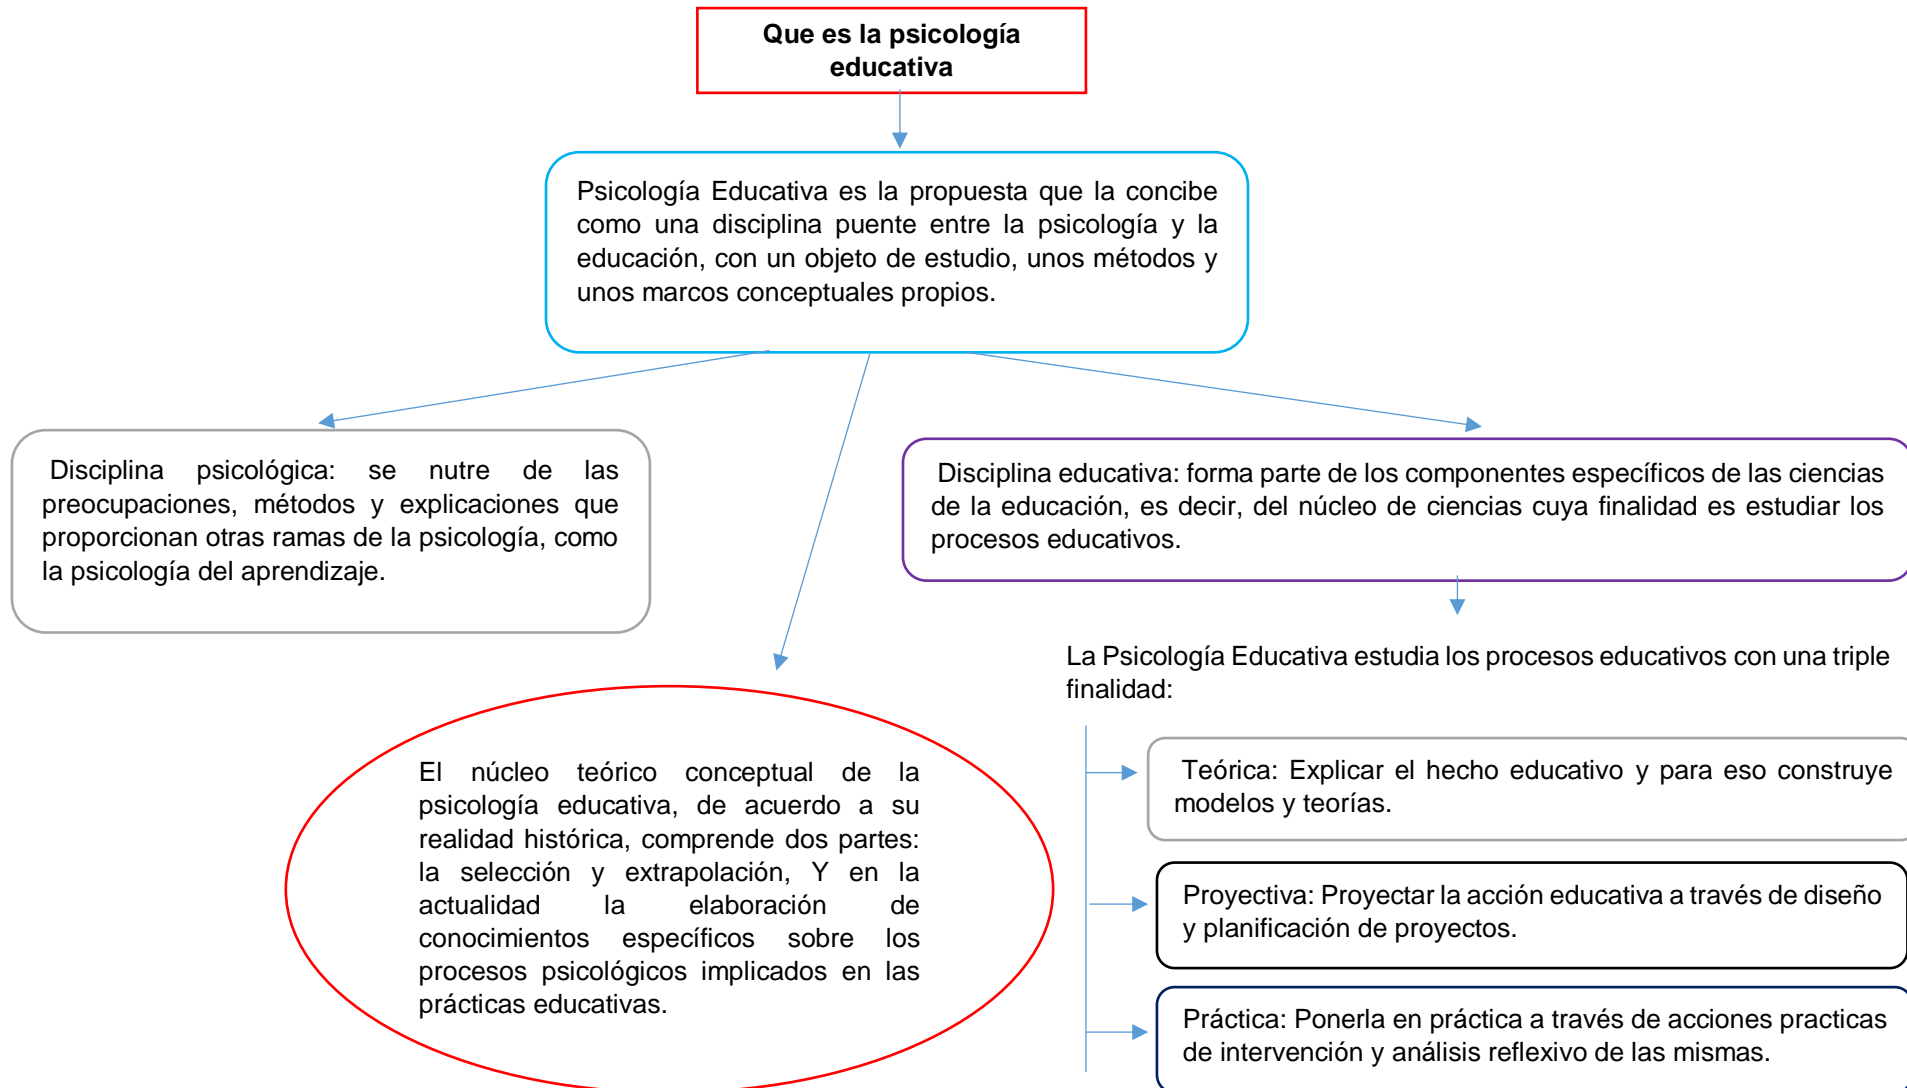 Que es la psicología
educativa
Psicología Educativa es la propuesta que la concibe
como una disciplina puente entre la psicología y la
educación, con un objeto de estudio, unos métodos y
unos marcos conceptuales propios.
Disciplina psicológica: se nutre de las
preocupaciones, métodos y explicaciones que
proporcionan otras ramas de la psicología, como
la psicología del aprendizaje.
Disciplina educativa: forma parte de los componentes específicos de las ciencias
de la educación, es decir, del núcleo de ciencias cuya finalidad es estudiar los
procesos educativos.
El núcleo teórico conceptual de la
psicología educativa, de acuerdo a su
realidad histórica, comprende dos partes:
la selección y extrapolación, Y en la
actualidad la elaboración de
conocimientos específicos sobre los
procesos psicológicos implicados en las
prácticas educativas.
La Psicología Educativa estudia los procesos educativos con una triple
finalidad:
Teórica: Explicar el hecho educativo y para eso construye
modelos y teorías.
Proyectiva: Proyectar la acción educativa a través de diseño
y planificación de proyectos.
Práctica: Ponerla en práctica a través de acciones practicas
de intervención y análisis reflexivo de las mismas.